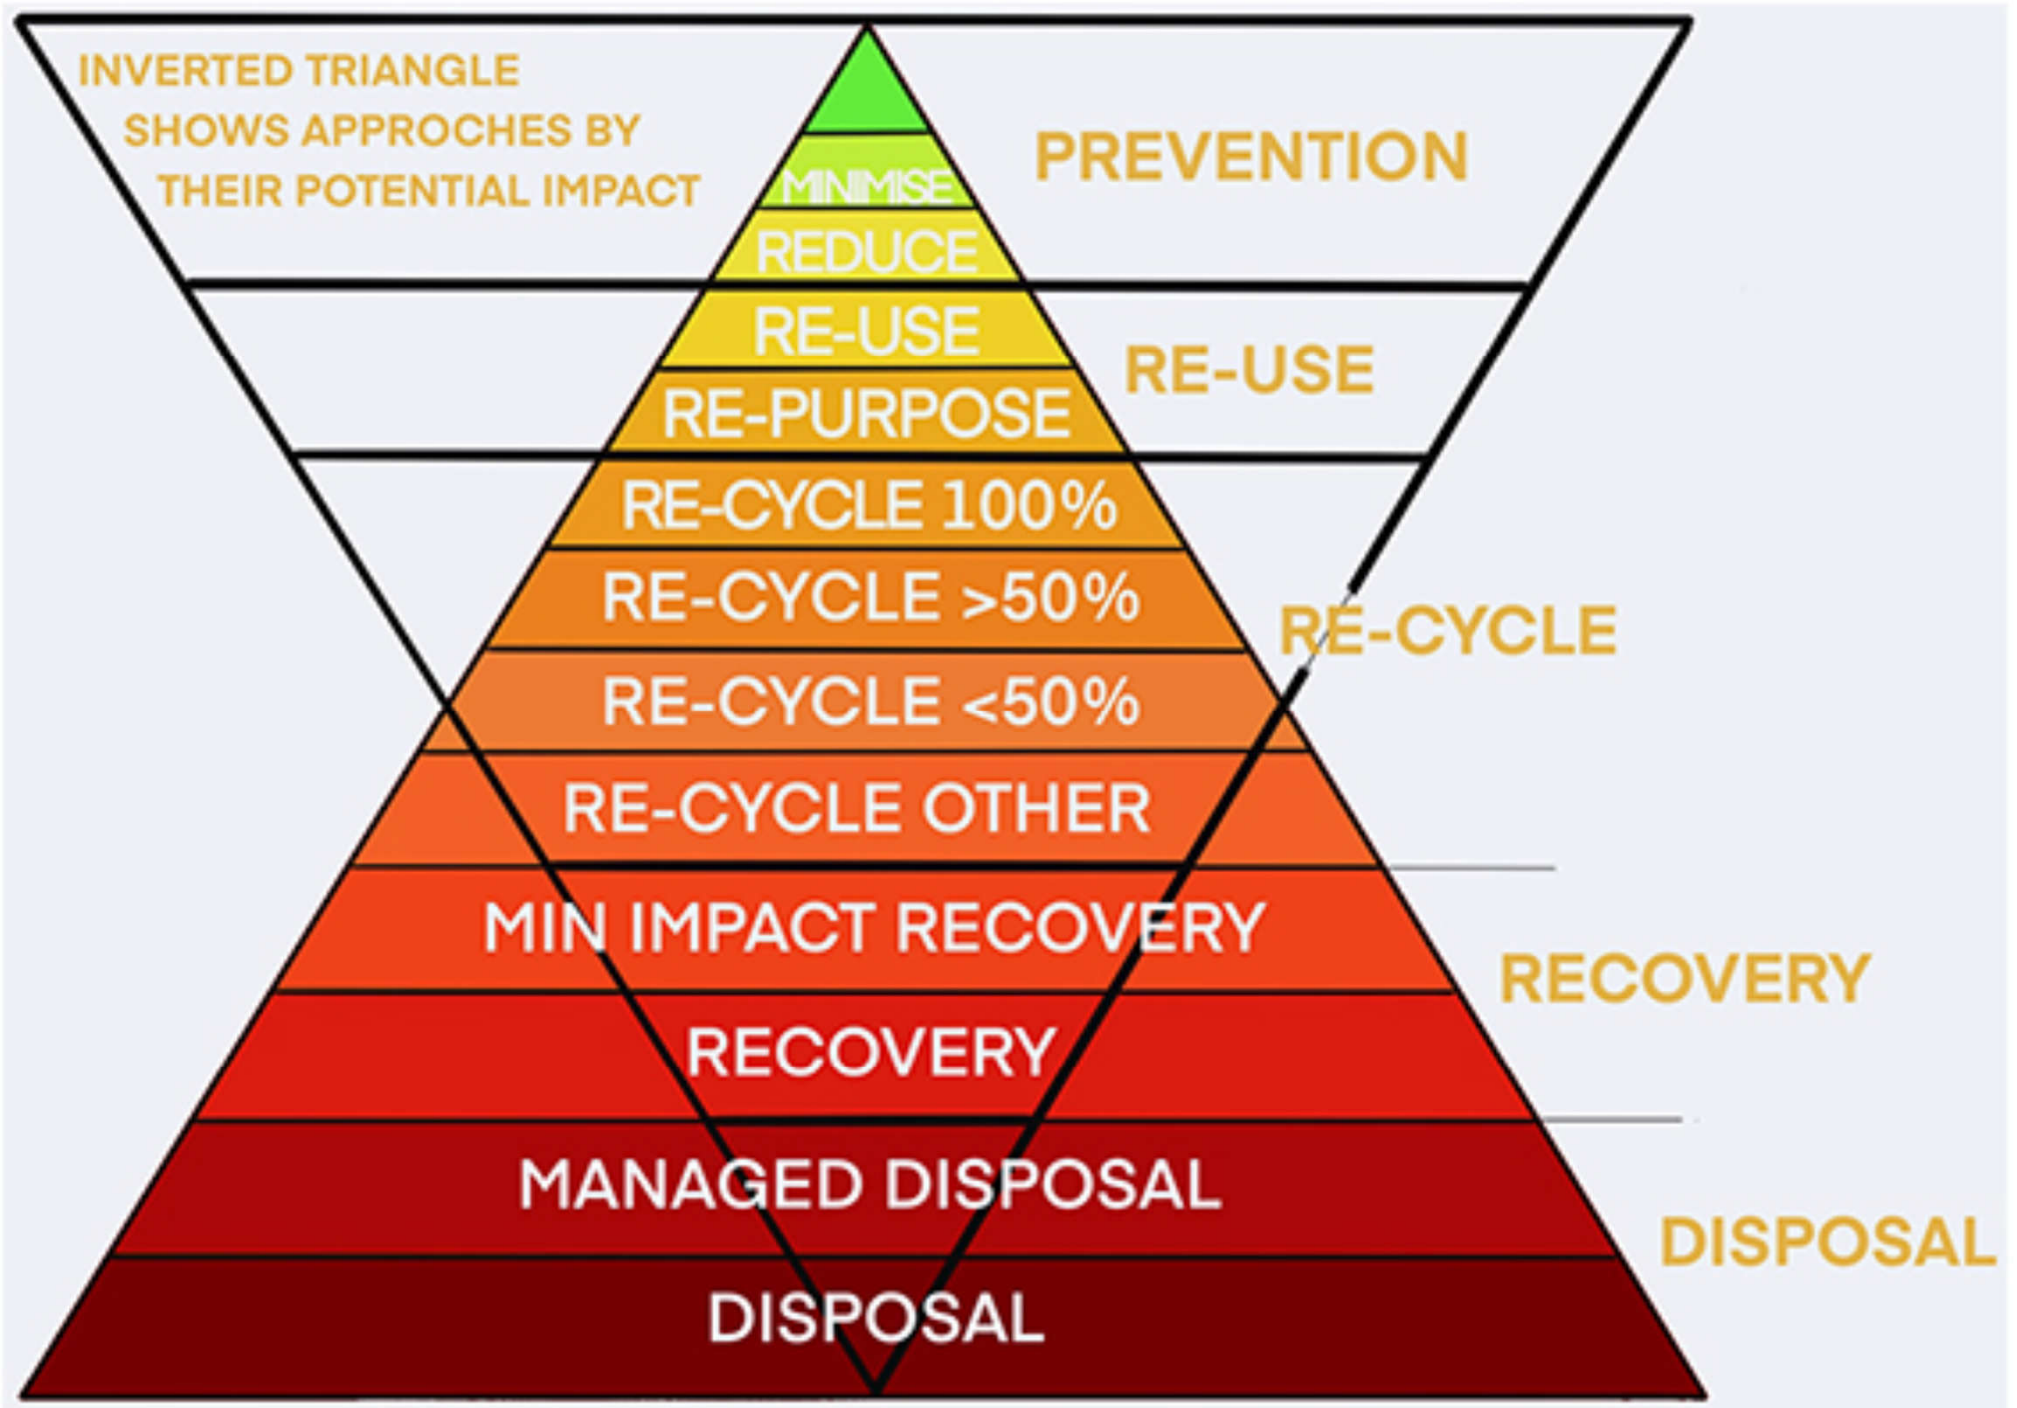 INVERTED TRIANGLE
SHOWS APPROCHES BY
THEIR POTENTIAL IMPACT
PREVENTION
MINIMISE
REDUCE
RE-USE
RE-USE
RE-PURPOSE
RE-CYCLE 100%
RE-CYCLE >50%
RE-CYCLE
RE-CYCLE <50%
RE-CYCLE OTHER
MIN IMPACT RECOVERY
RECOVERY
RECOVERY
MANAGED DISPOSAL
DISPOSAL
DISPOSAL